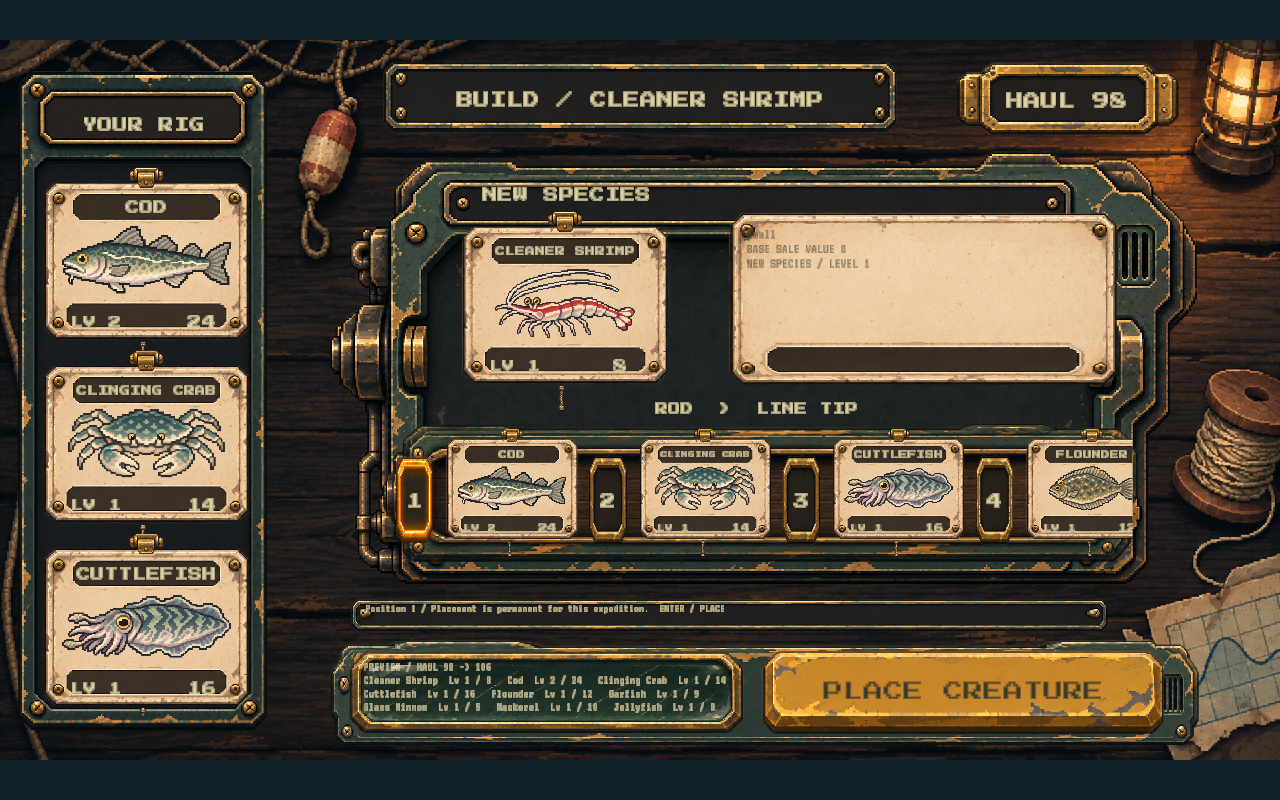 BUILD / CLEANER SHRIMP
HAUL 98
YOUR RIG
COD
LV 2 24
CLINGING CRAB
LV 1 14
CUTTLEFISH
LV 1 16
NEW SPECIES
CLEANER SHRIMP
LV 1 8
BASE SALE VALUE 8
NEW SPECIES / LEVEL 1
ROD > LINE TIP
1
COD
LV 2 24
2
CLINGING CRAB
LV 1 14
3
CUTTLEFISH
LV 1 16
4
FLOUNDER
LV 1 12
Position 1 / Placement is permanent for this expedition. ENTER / PLACE
PREVIEW / HAUL 98 -> 106
Cleaner Shrimp Lv 1 / 8 Cod Lv 2 / 24 Clinging Crab Lv 1 / 14
Cuttlefish Lv 1 / 16 Flounder Lv 1 / 12 Garfish Lv 1 / 9
Glass Minnow Lv 1 / 5 Mackerel Lv 1 / 10 Jellyfish Lv 1 / 8
PLACE CREATURE